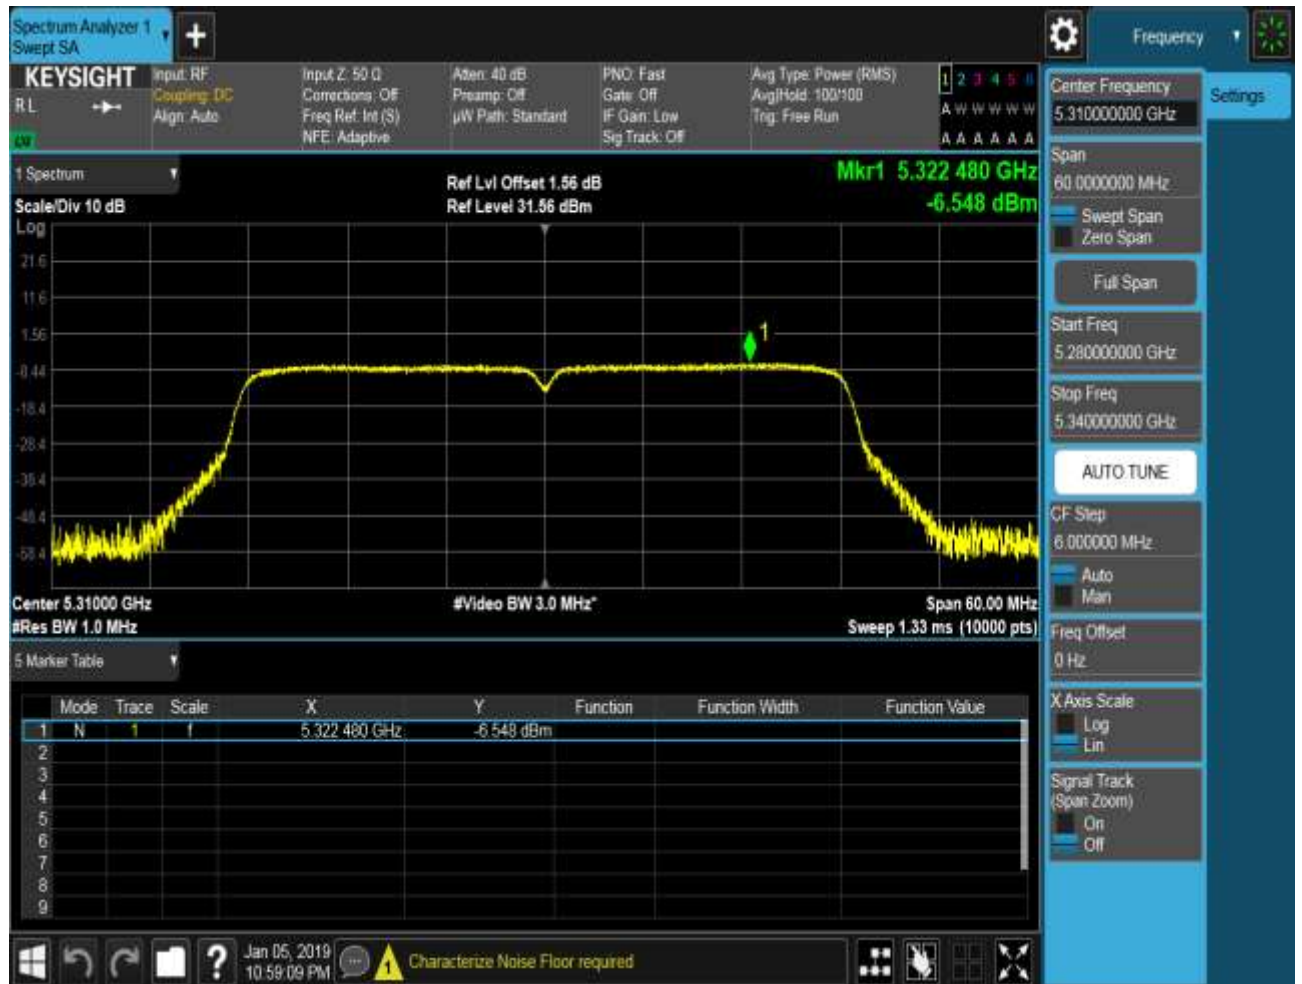 Spectrum Analyzer 1
Swept SA
+
Frequency
KEYSIGHT
RL
Input: RF
Coupling: DC
Align: Auto
Input Z: 50 Ω
Corrections: Off
Freq Ref: Int (S)
NFE: Adaptive
Atten: 40 dB
Preamp: Off
µW Path: Standard
PNO: Fast
Gate: Off
IF Gain: Low
Sig Track: Off
Avg Type: Power (RMS)
Avg|Hold: 100/100
Trig: Free Run
1 2 3 4 5 6
A W W W W W
A A A A A A
1 Spectrum
Scale/Div 10 dB
Ref Lvl Offset 1.56 dB
Ref Level 31.56 dBm
Mkr1 5.322 480 GHz
-6.548 dBm
Log
21.6
11.6
1.56
-8.44
-18.4
-28.4
-38.4
-48.4
-58.4
1
Center 5.31000 GHz
#Res BW 1.0 MHz
#Video BW 3.0 MHz*
Span 60.00 MHz
Sweep 1.33 ms (10000 pts)
5 Marker Table
Mode Trace Scale X Y Function Function Width Function Value
1 N 1 f 5.322 480 GHz -6.548 dBm
2
3
4
5
6
7
8
9
Center Frequency
5.310000000 GHz
Settings
Span
60.0000000 MHz
Swept Span
Zero Span
Full Span
Start Freq
5.280000000 GHz
Stop Freq
5.340000000 GHz
AUTO TUNE
CF Step
6.000000 MHz
Auto
Man
Freq Offset
0 Hz
X Axis Scale
Log
Lin
Signal Track
(Span Zoom)
On
Off
?
Jan 05, 2019
10:59:09 PM
1
Characterize Noise Floor required